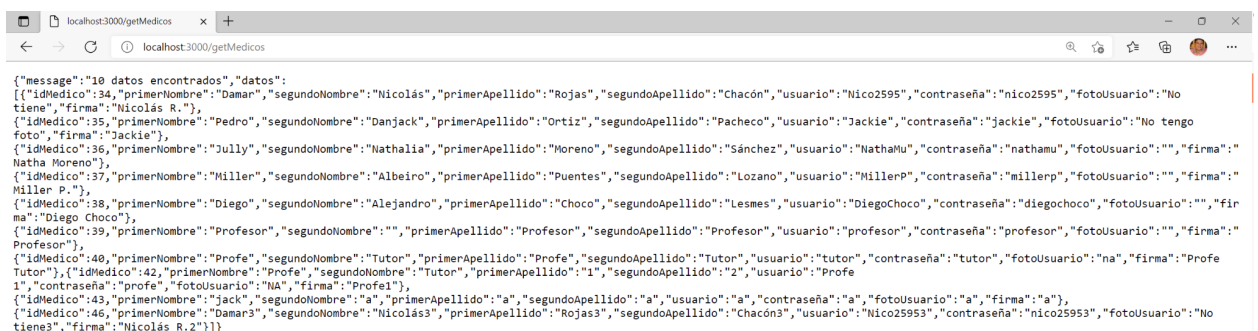 localhost:3000/getMedicos
localhost:3000/getMedicos
{"message":"10 datos encontrados","datos":
[{"idMedico":34,"primerNombre":"Damar","segundoNombre":"Nicolás","primerApellido":"Rojas","segundoApellido":"Chacón","usuario":"Nico2595","contraseña":"nico2595","fotoUsuario":"No
tiene","firma":"Nicolás R."},
{"idMedico":35,"primerNombre":"Pedro","segundoNombre":"Danjack","primerApellido":"Ortiz","segundoApellido":"Pacheco","usuario":"Jackie","contraseña":"jackie","fotoUsuario":"No tengo
foto","firma":"Jackie"},
{"idMedico":36,"primerNombre":"Jully","segundoNombre":"Nathalia","primerApellido":"Moreno","segundoApellido":"Sánchez","usuario":"NathaMu","contraseña":"nathamu","fotoUsuario":"","firma":"
Natha Moreno"},
{"idMedico":37,"primerNombre":"Miller","segundoNombre":"Albeiro","primerApellido":"Puentes","segundoApellido":"Lozano","usuario":"MillerP","contraseña":"millerp","fotoUsuario":"","firma":"
Miller P."},
{"idMedico":38,"primerNombre":"Diego","segundoNombre":"Alejandro","primerApellido":"Choco","segundoApellido":"Lesmes","usuario":"DiegoChoco","contraseña":"diegochoco","fotoUsuario":"","fir
ma":"Diego Choco"},
{"idMedico":39,"primerNombre":"Profesor","segundoNombre":"","primerApellido":"Profesor","segundoApellido":"Profesor","usuario":"profesor","contraseña":"profesor","fotoUsuario":"","firma":"
Profesor"},
{"idMedico":40,"primerNombre":"Profe","segundoNombre":"Tutor","primerApellido":"Profe","segundoApellido":"Tutor","usuario":"tutor","contraseña":"tutor","fotoUsuario":"na","firma":"Profe
Tutor"},{"idMedico":42,"primerNombre":"Profe","segundoNombre":"Tutor","primerApellido":"1","segundoApellido":"2","usuario":"Profe
1","contraseña":"profe","fotoUsuario":"NA","firma":"Profe1"},
{"idMedico":43,"primerNombre":"jack","segundoNombre":"a","primerApellido":"a","segundoApellido":"a","usuario":"a","contraseña":"a","fotoUsuario":"a","firma":"a"},
{"idMedico":46,"primerNombre":"Damar3","segundoNombre":"Nicolás3","primerApellido":"Rojas3","segundoApellido":"Chacón3","usuario":"Nico25953","contraseña":"nico25953","fotoUsuario":"No
tiene3","firma":"Nicolás R.2"}]}